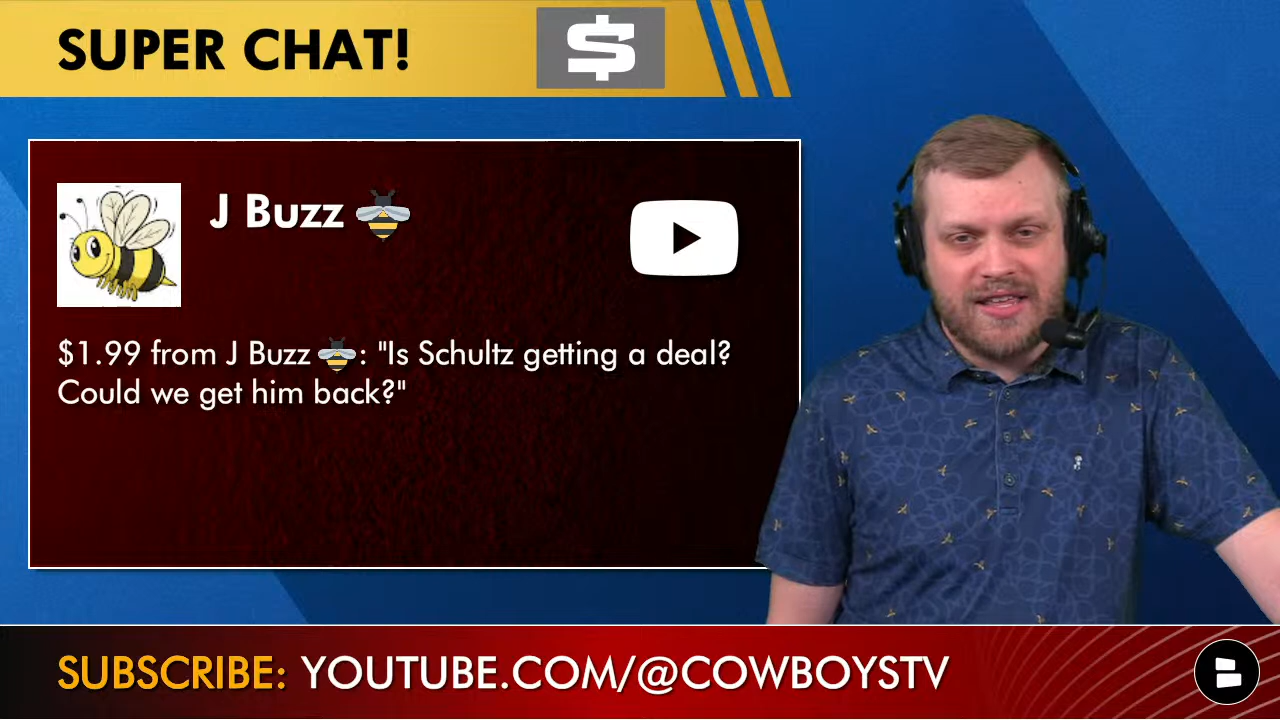 SUPER CHAT!
$
J Buzz 🐝
$1.99 from J Buzz 🐝: "Is Schultz getting a deal?
Could we get him back?"
SUBSCRIBE: YOUTUBE.COM/@COWBOYSTV